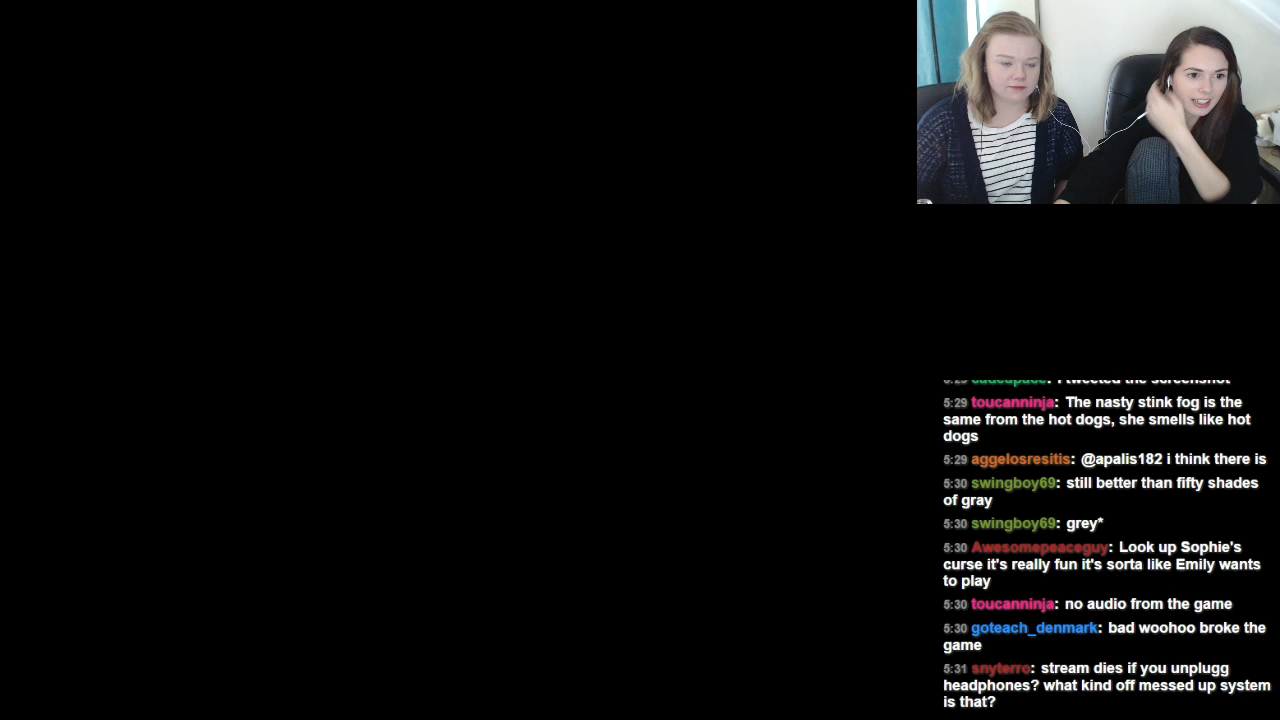 I tweeted the screenshot
5:29 toucanninja: The nasty stink fog is the
same from the hot dogs, she smells like hot
dogs
5:29 aggelosresitis: @apalis182 i think there is
5:30 swingboy69: still better than fifty shades
of gray
5:30 swingboy69: grey*
5:30 Awesomepeaceguy: Look up Sophie's
curse it's really fun it's sorta like Emily wants
to play
5:30 toucanninja: no audio from the game
5:30 goteach_denmark: bad woohoo broke the
game
5:31 snyterro: stream dies if you unplugg
headphones? what kind off messed up system
is that?